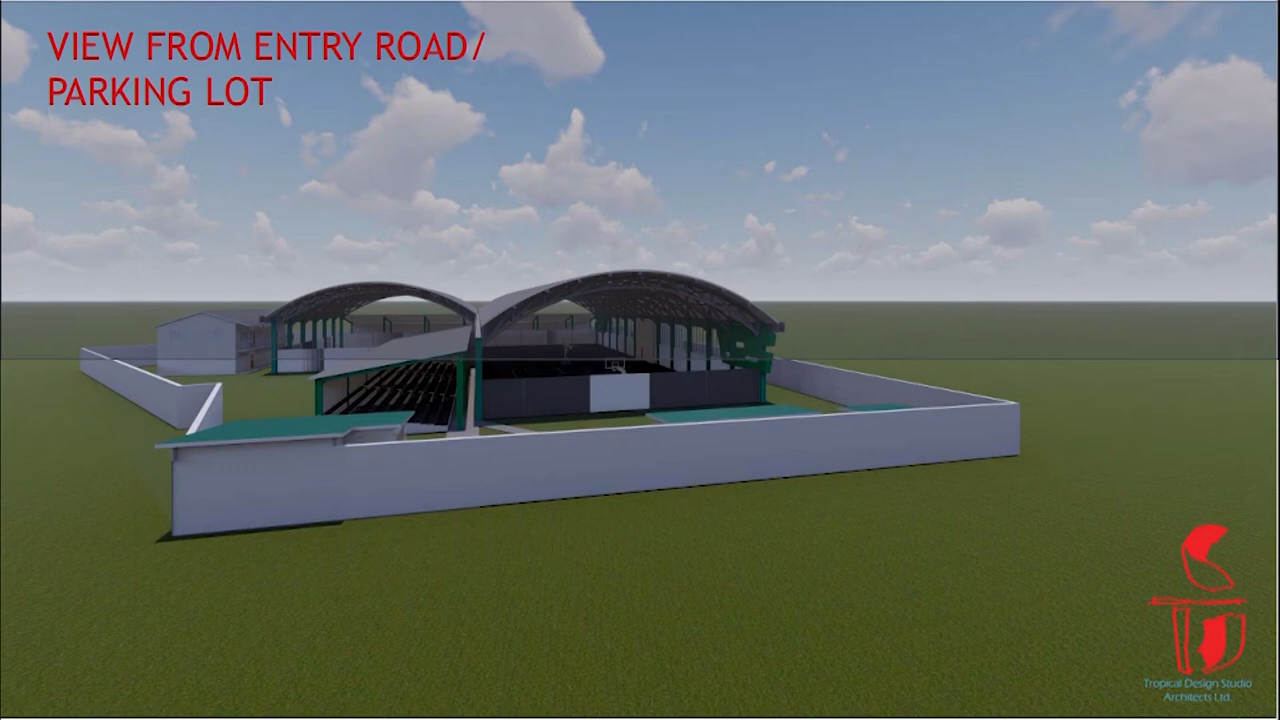 VIEW FROM ENTRY ROAD/
PARKING LOT
Tropical Design Studio
Architects Ltd.